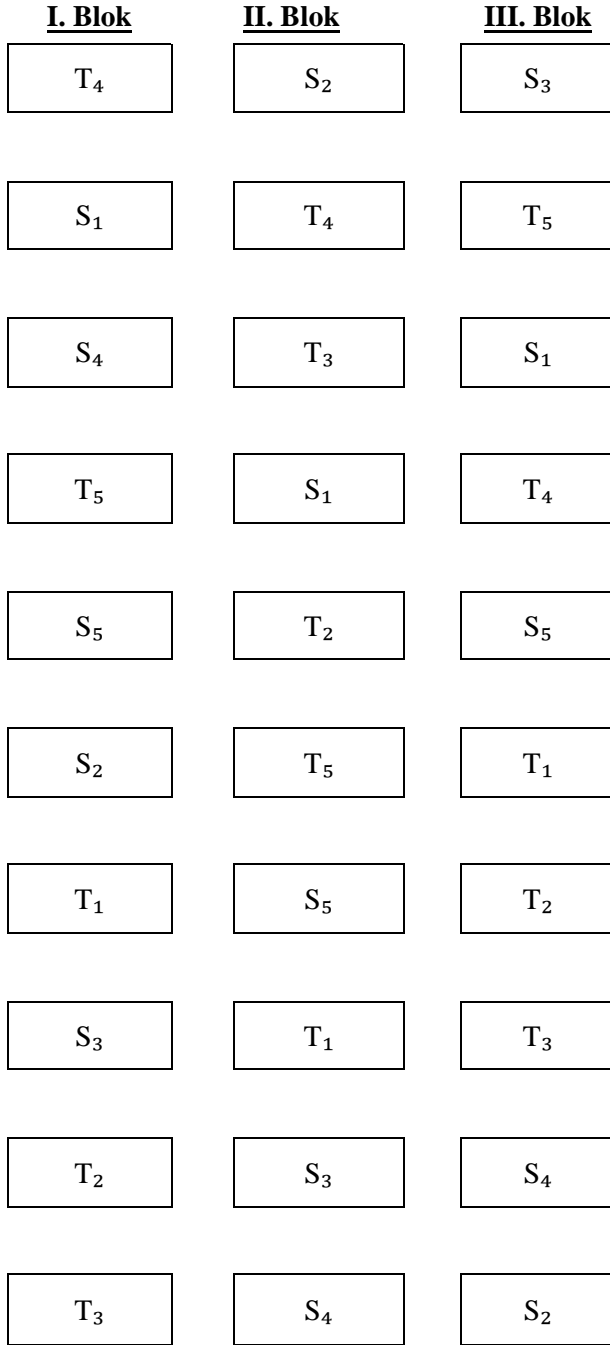 I. Blok II. Blok III. Blok
T₄ S₂ S₃
S₁ T₄ T₅
S₄ T₃ S₁
T₅ S₁ T₄
S₅ T₂ S₅
S₂ T₅ T₁
T₁ S₅ T₂
S₃ T₁ T₃
T₂ S₃ S₄
T₃ S₄ S₂